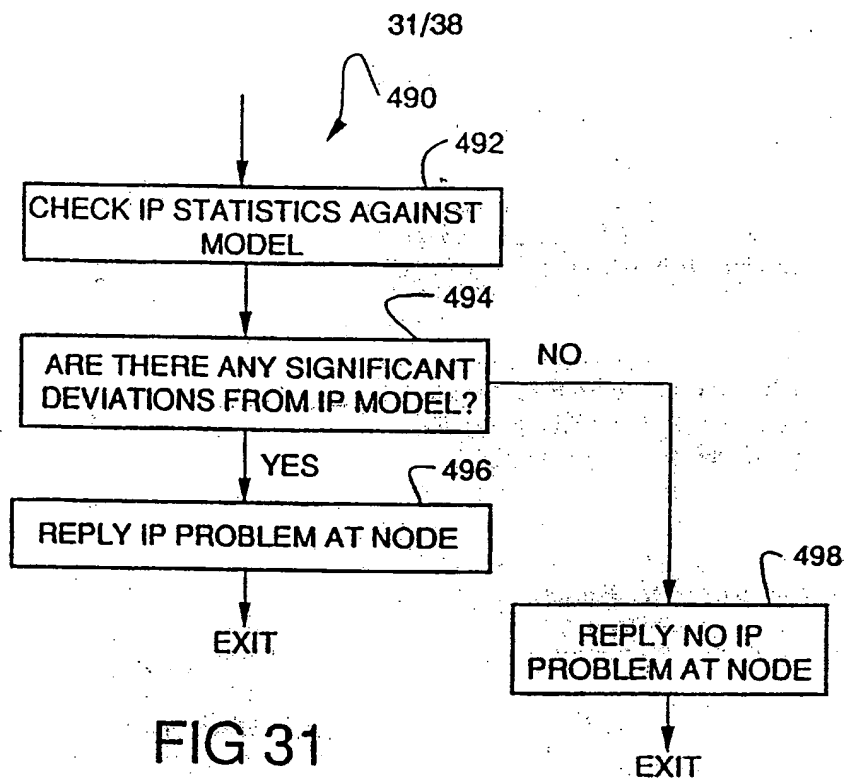 31/38
490
492
CHECK IP STATISTICS AGAINST
MODEL
494
ARE THERE ANY SIGNIFICANT
DEVIATIONS FROM IP MODEL?
NO
YES
496
REPLY IP PROBLEM AT NODE
498
EXIT
REPLY NO IP
PROBLEM AT NODE
FIG 31
EXIT